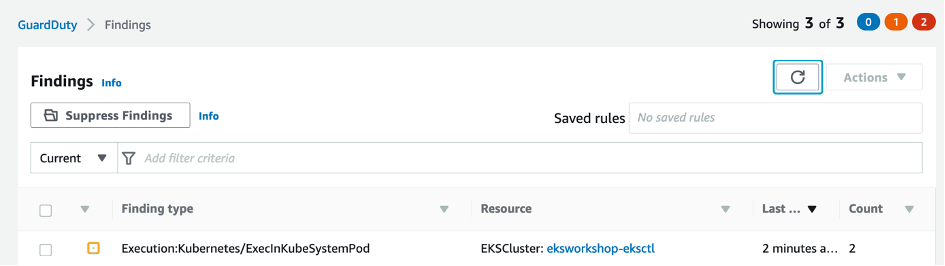 GuardDuty > Findings
Showing 3 of 3 0 1 2
Findings Info
Actions
Suppress Findings Info
Saved rules No saved rules
Current Add filter criteria
Finding type Resource Last ... Count
Execution:Kubernetes/ExecInKubeSystemPod EKSCluster: eksworkshop-eksctl 2 minutes a... 2